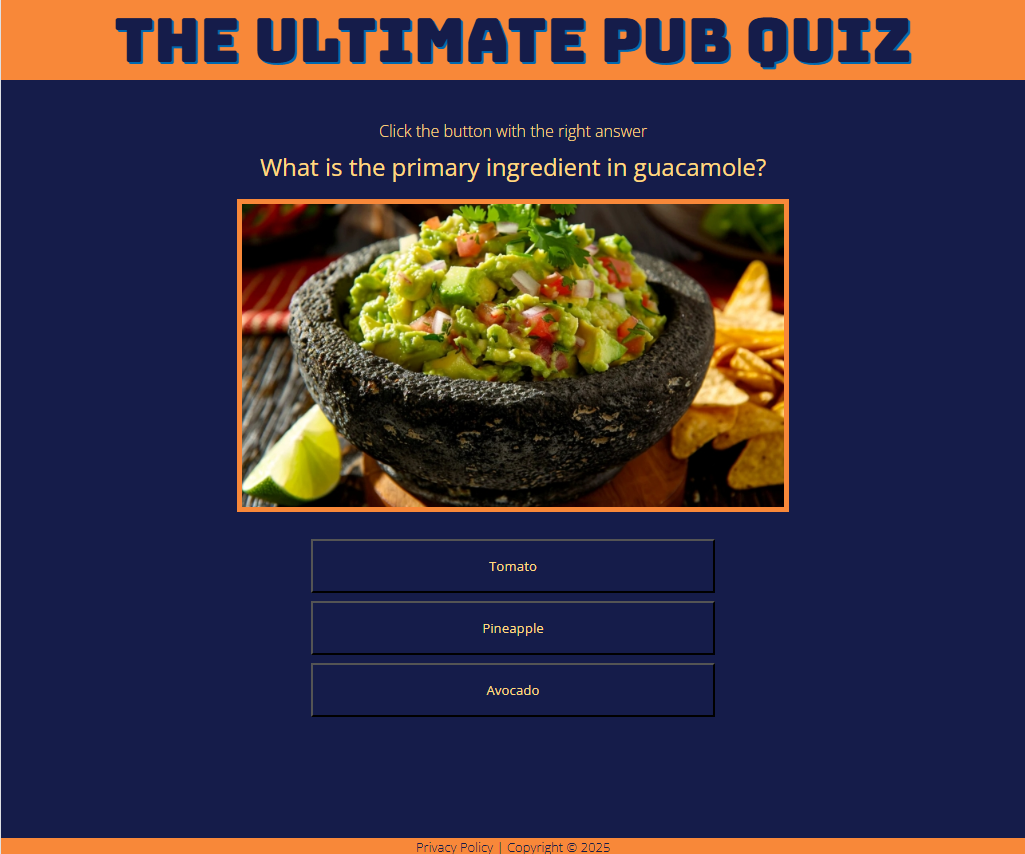 THE ULTIMATE PUB QUIZ
Click the button with the right answer
What is the primary ingredient in guacamole?
Tomato
Pineapple
Avocado
Privacy Policy | Copyright © 2025